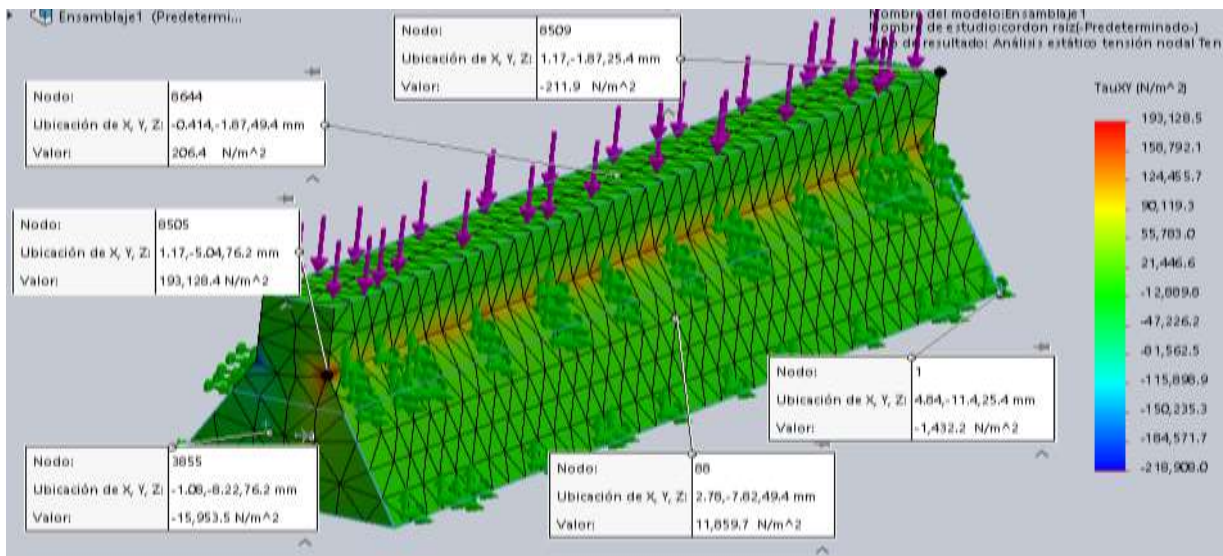 Ensamblaje1 (Predetermi...
Nombre del modelo:Ensamblaje1
Nombre de estudio:cordon raiz(-Predeterminado-)
de resultado: Análisis estático tensión nodal Ten
Nodo: 8509
Ubicación de X, Y, Z: 1.17,-1.87,25.4 mm
Valor: -211.9 N/m^2
Nodo: 8644
Ubicación de X, Y, Z: -0.414,-1.87,49.4 mm
Valor: 206.4 N/m^2
Nodo: 8505
Ubicación de X, Y, Z: 1.17,-5.04,76.2 mm
Valor: 193,128.4 N/m^2
Nodo: 3855
Ubicación de X, Y, Z: -1.08,-8.22,76.2 mm
Valor: -15,953.5 N/m^2
Nodo: 88
Ubicación de X, Y, Z: 2.78,-7.82,49.4 mm
Valor: 11,859.7 N/m^2
Nodo: 1
Ubicación de X, Y, Z: 4.84,-11.4,25.4 mm
Valor: -1,432.2 N/m^2
TauXY (N/m^2)
193,128.5
158,792.1
124,455.7
90,119.3
55,783.0
21,446.6
-12,889.8
-47,226.2
-81,562.5
-115,898.9
-150,235.3
-184,571.7
-218,908.0